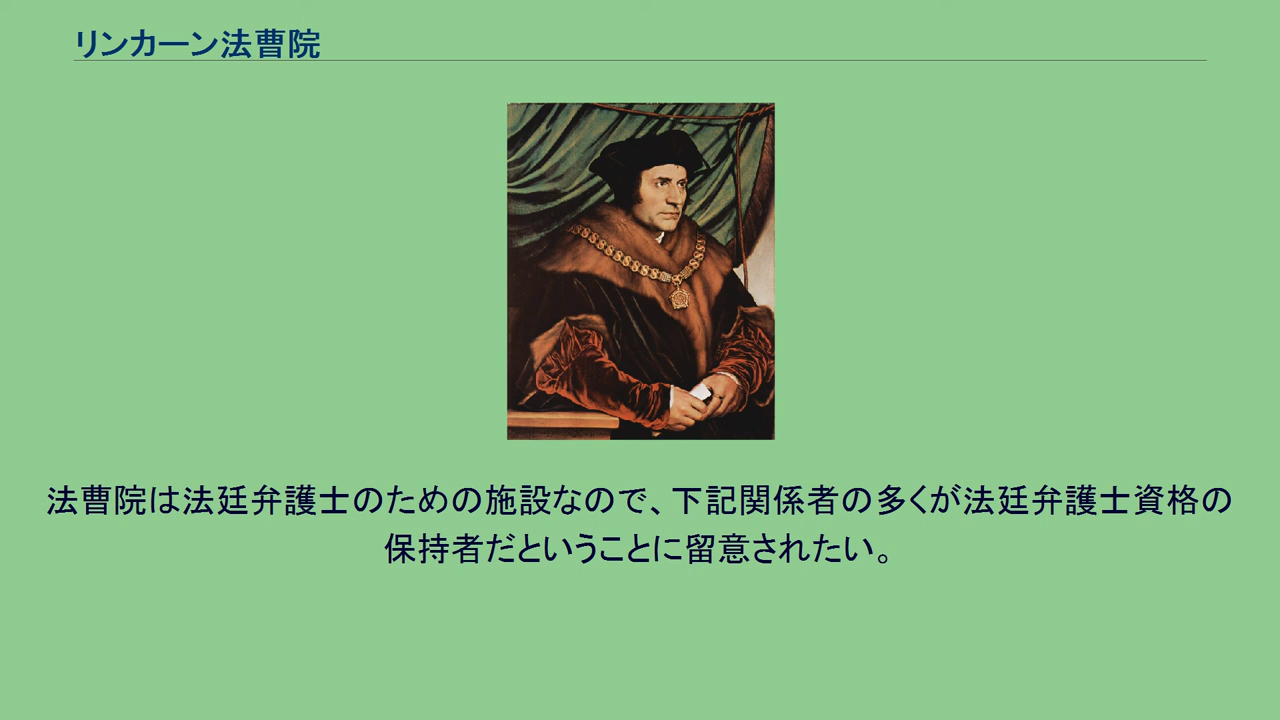 リンカーン法曹院
法曹院は法廷弁護士のための施設なので、下記関係者の多くが法廷弁護士資格の
保持者だということに留意されたい。